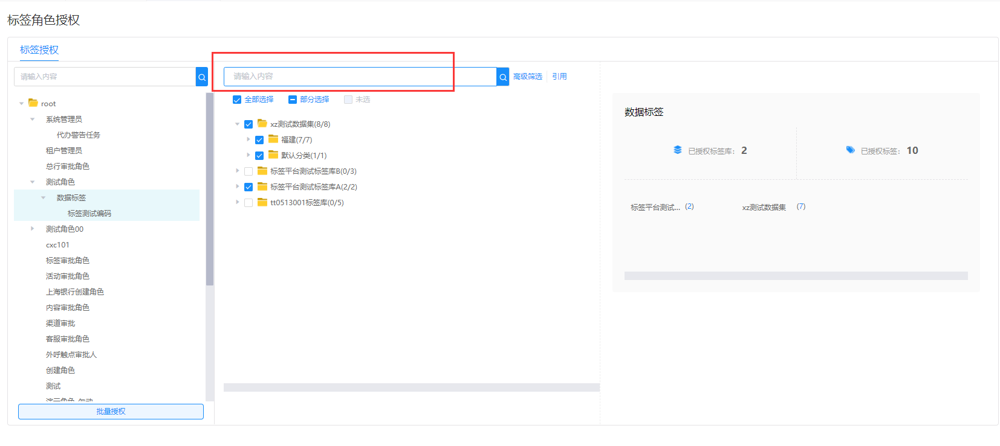 标签角色授权
标签授权
请输入内容
root
系统管理员
代办警告任务
租户管理员
总行审批角色
测试角色
数据标签
标签测试编码
测试角色00
cxc101
标签审批角色
活动审批角色
上海银行创建角色
内容审批角色
渠道审批
客服审批角色
外呼触点审批人
创建角色
测试
批量授权
请输入内容 高级筛选 引用
全部选择 部分选择 未选
xz测试数据集(8/8)
福建(7/7)
默认分类(1/1)
标签平台测试标签库B(0/3)
标签平台测试标签库A(2/2)
tt0513001标签库(0/5)
数据标签
已授权标签库: 2 已授权标签: 10
标签平台测试... (2) xz测试数据集 (7)